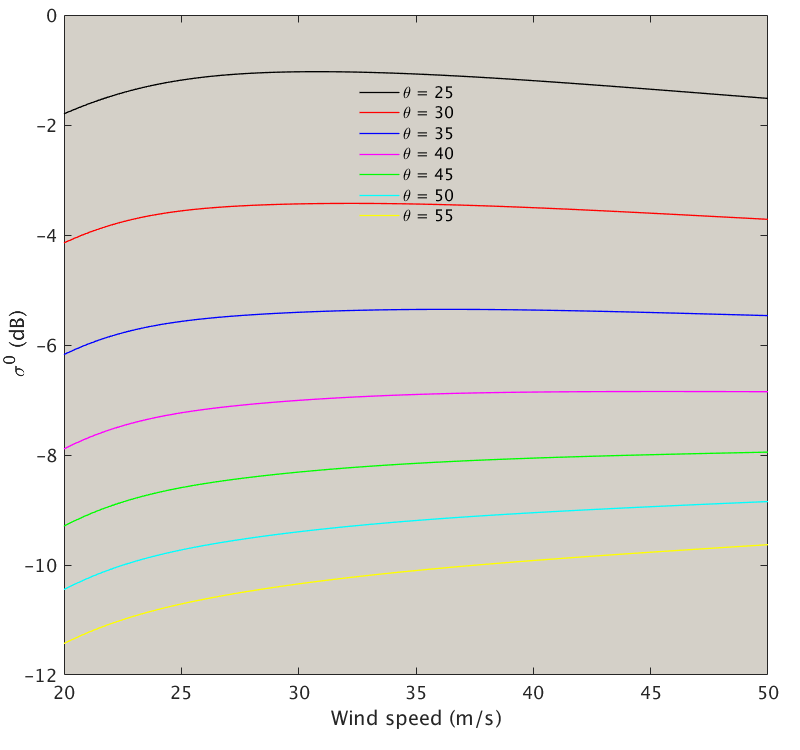 0
−2
−4
−6
−8
−10
−12
σ⁰ (dB)
θ = 25
θ = 30
θ = 35
θ = 40
θ = 45
θ = 50
θ = 55
20 25 30 35 40 45 50
Wind speed (m/s)